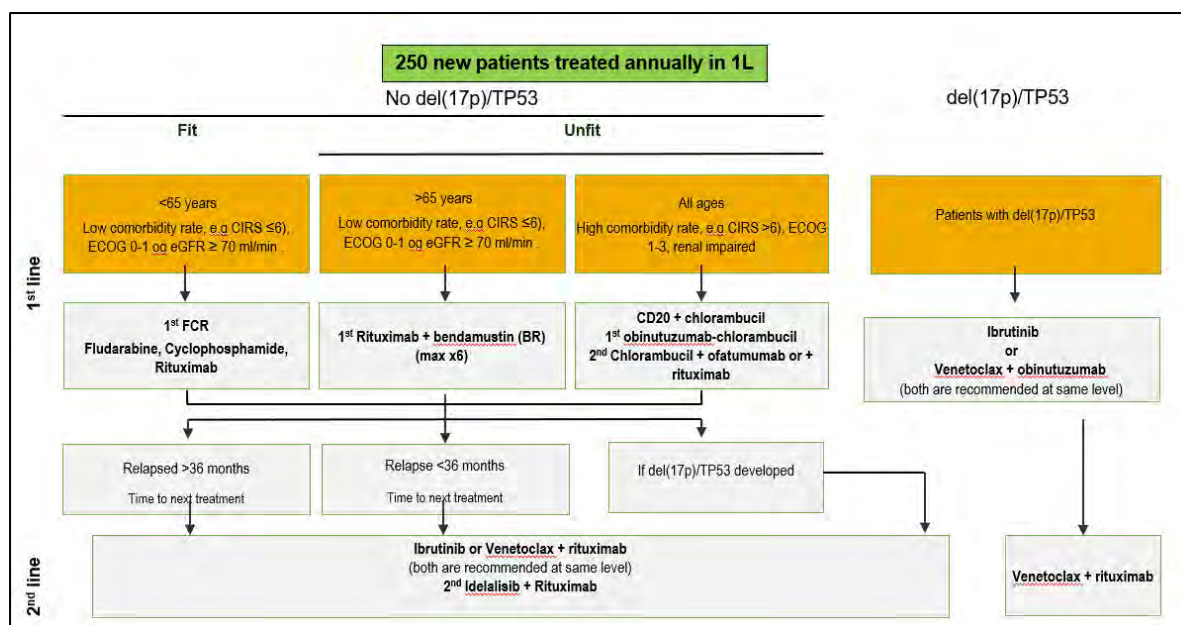 250 new patients treated annually in 1L
No del(17p)/TP53
del(17p)/TP53
Fit
Unfit
1st line
<65 years
Low comorbidity rate, e.g CIRS ≤6),
ECOG 0-1 og eGFR ≥ 70 ml/min .
>65 years
Low comorbidity rate, e.g CIRS ≤6),
ECOG 0-1 og eGFR ≥ 70 ml/min .
All ages
High comorbidity rate, e.g CIRS >6), ECOG
1-3, renal impaired
Patients with del(17p)/TP53
1st FCR
Fludarabine, Cyclophosphamide,
Rituximab
1st Rituximab + bendamustin (BR)
(max x6)
CD20 + chlorambucil
1st obinutuzumab-chlorambucil
2nd Chlorambucil + ofatumumab or +
rituximab
Ibrutinib
or
Venetoclax + obinutuzumab
(both are recommended at same level)
Relapsed >36 months
Time to next treatment
Relapse <36 months
Time to next treatment
If del(17p)/TP53 developed
2nd line
Ibrutinib or Venetoclax + rituximab
(both are recommended at same level)
2nd Idelalisib + Rituximab
Venetoclax + rituximab